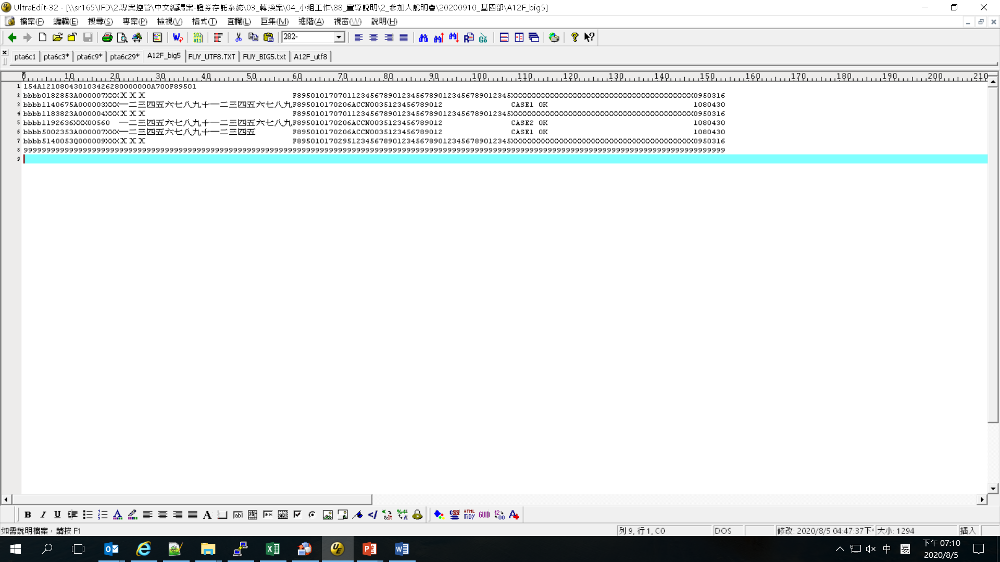 UltraEdit-32 - [\\sr165\IFD\2.專案控管\中文編碼案-證券存託系統\03_轉換案\04_小組工作\88_宣導說明\2_參加人說明會\20200910_基國部\A12F_big5]
檔案(F) 編輯(E) 搜尋(S) 專案(P) 檢視(V) 格式(T) 直欄(L) 巨集(M) 進階(A) 視窗(W) 說明(H)
282-
pta6c1 pta6c3* pta6c9* pta6c29* A12F_big5 FUY_UTF8.TXT FUY_BIG5.txt A12F_utf8
0 10 20 30 40 50 60 70 80 90 100 110 120 130 140 150 160 170 180 190 200 210
1 154A121080430103426280000000A700F89501
2 bbbb0182853A000007XXXXXX F89501017070112345678901234567890123456789012345XXXXXXXXXXXXXXXXXXXXXXXXXXXXXXXXXXXXXXXX0950316
3 bbbb1140675A000003XXX一二三四五六七八九十一二三四五六七八九F895010170206ACCN0035123456789012 CASE1 OK 1080430
4 bbbb1183823A000004XXXXXX F89501017070112345678901234567890123456789012345XXXXXXXXXXXXXXXXXXXXXXXXXXXXXXXXXXXXXXXX0950316
5 bbbb1192636XXX00560 一二三四五六七八九十一二三四五六七八九F895010170206ACCN0035123456789012 CASE2 OK 1080430
6 bbbb5002353A000007XXX一二三四五六七八九十一二三四五 F895010170206ACCN0035123456789012 CASE1 OK 1080430
7 bbbb5140053Q000009XXXXXX F89501017029512345678901234567890123456789012345XXXXXXXXXXXXXXXXXXXXXXXXXXXXXXXXXXXXXXXX0950316
8 9999999999999999999999999999999999999999999999999999999999999999999999999999999999999999999999999999999999999999999999999999999999999999999999999999999999
9
如需說明檔案，請按 F1 列 9, 行 1, C0 DOS 修改: 2020/8/5 04:47:37下 大小: 1294 插入
中 易 下午 07:10
2020/8/5